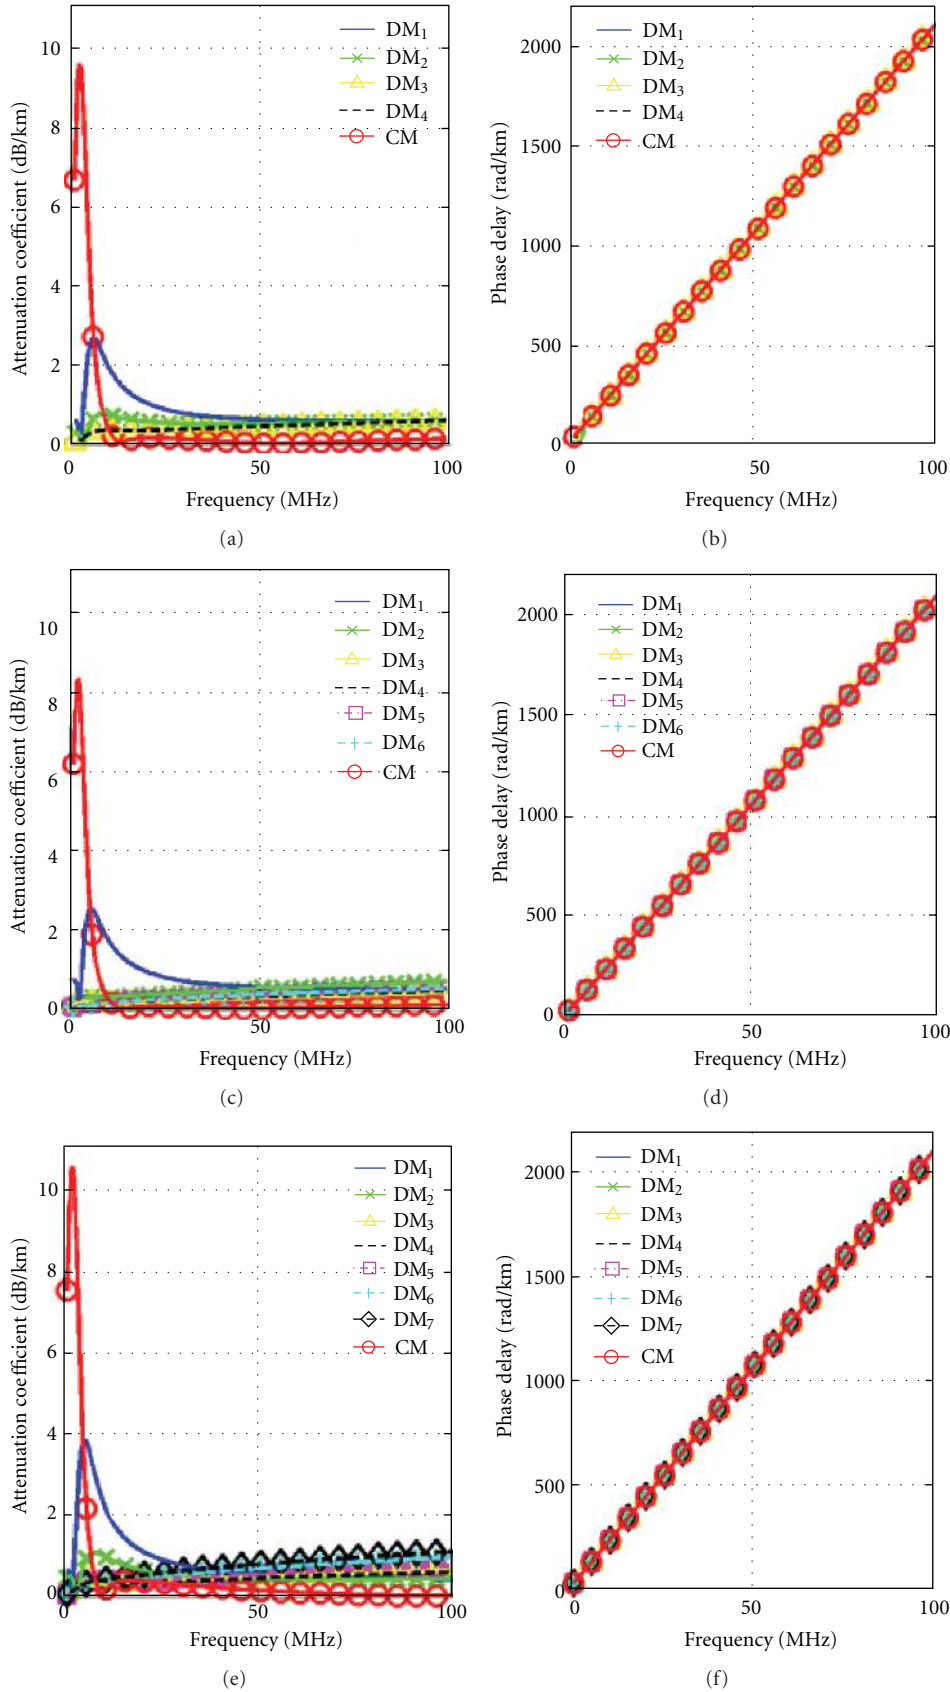 Attenuation coefficient (dB/km)
10
8
6
4
2
0
0
50
100
Frequency (MHz)
DM1
DM2
DM3
DM4
CM
(a)
Phase delay (rad/km)
2000
1500
1000
500
0
0
50
100
Frequency (MHz)
DM1
DM2
DM3
DM4
CM
(b)
Attenuation coefficient (dB/km)
10
8
6
4
2
0
0
50
100
Frequency (MHz)
DM1
DM2
DM3
DM4
DM5
DM6
CM
(c)
Phase delay (rad/km)
2000
1500
1000
500
0
0
50
100
Frequency (MHz)
DM1
DM2
DM3
DM4
DM5
DM6
CM
(d)
Attenuation coefficient (dB/km)
10
8
6
4
2
0
0
50
100
Frequency (MHz)
DM1
DM2
DM3
DM4
DM5
DM6
DM7
CM
(e)
Phase delay (rad/km)
2000
1500
1000
500
0
0
50
100
Frequency (MHz)
DM1
DM2
DM3
DM4
DM5
DM6
DM7
CM
(f)